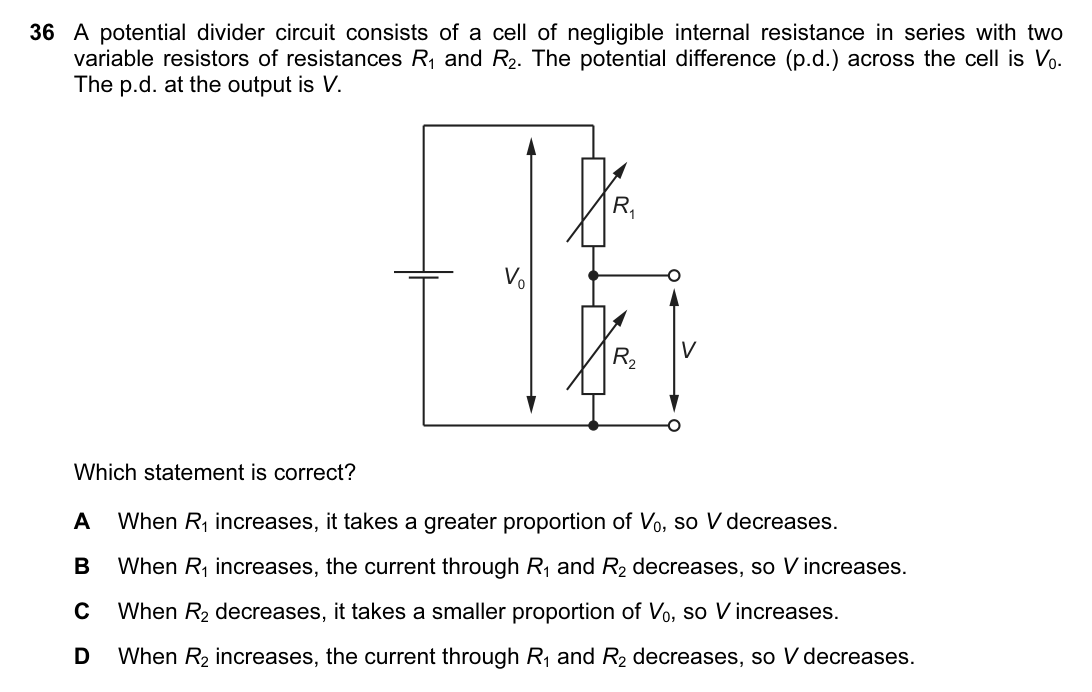 36 A potential divider circuit consists of a cell of negligible internal resistance in series with two
variable resistors of resistances R₁ and R₂. The potential difference (p.d.) across the cell is V₀.
The p.d. at the output is V.
R₁
V₀
R₂
V
Which statement is correct?
A When R₁ increases, it takes a greater proportion of V₀, so V decreases.
B When R₁ increases, the current through R₁ and R₂ decreases, so V increases.
C When R₂ decreases, it takes a smaller proportion of V₀, so V increases.
D When R₂ increases, the current through R₁ and R₂ decreases, so V decreases.